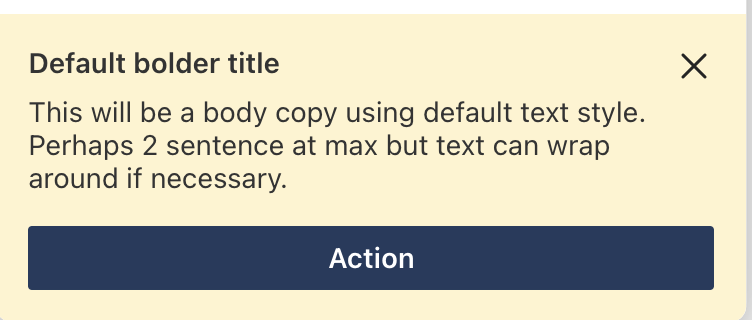 Default bolder title
This will be a body copy using default text style.
Perhaps 2 sentence at max but text can wrap
around if necessary.
Action